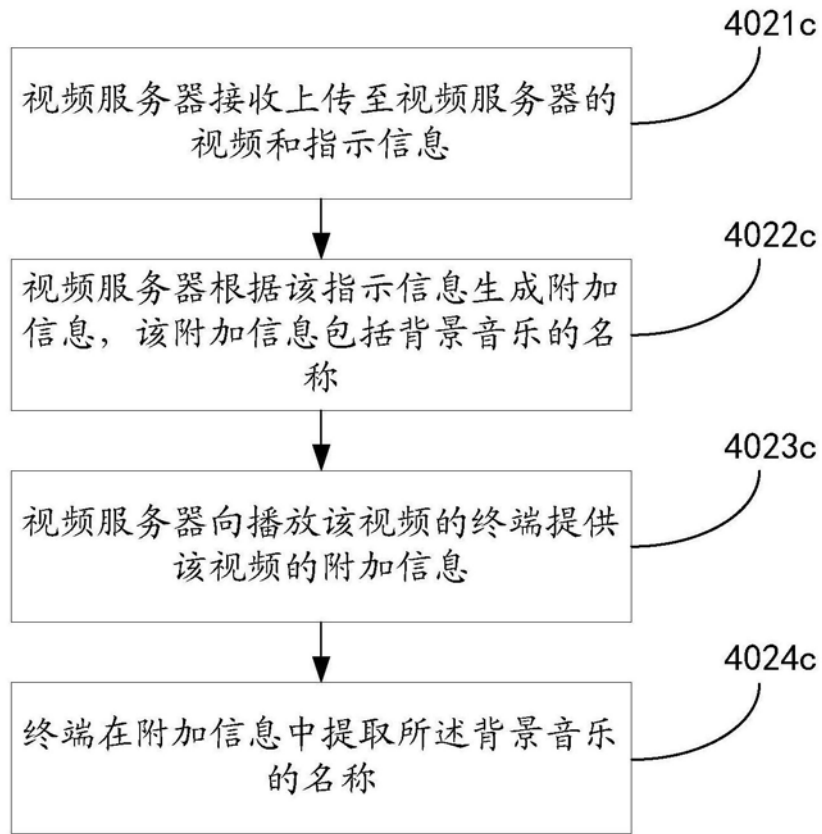 4021c
视频服务器接收上传至视频服务器的
视频和指示信息
4022c
视频服务器根据该指示信息生成附加
信息，该附加信息包括背景音乐的名
称
4023c
视频服务器向播放该视频的终端提供
该视频的附加信息
4024c
终端在附加信息中提取所述背景音乐
的名称